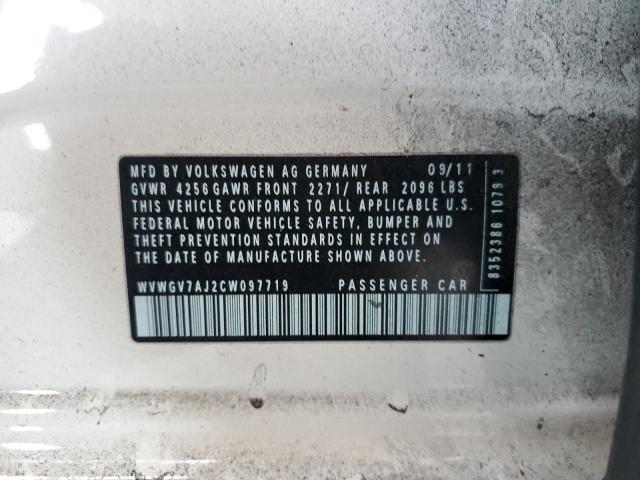 MFD BY VOLKSWAGEN AG GERMANY 09/11
GVWR 4256 GAWR FRONT 2271/ REAR 2096 LBS
THIS VEHICLE CONFORMS TO ALL APPLICABLE U.S.
FEDERAL MOTOR VEHICLE SAFETY, BUMPER AND
THEFT PREVENTION STANDARDS IN EFFECT ON
THE DATE OF MANUFACTURE SHOWN ABOVE.
WVWGV7AJ2CW097719 PASSENGER CAR
8352386 1079 3